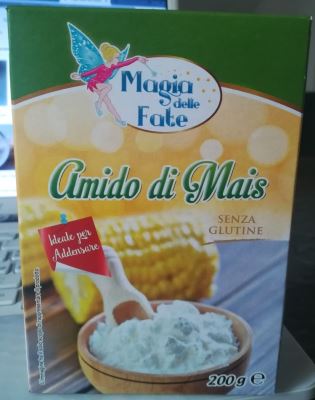 Magia
delle
Fate
Amido di Mais
SENZA
GLUTINE
Ideale per
Addensare
200g e